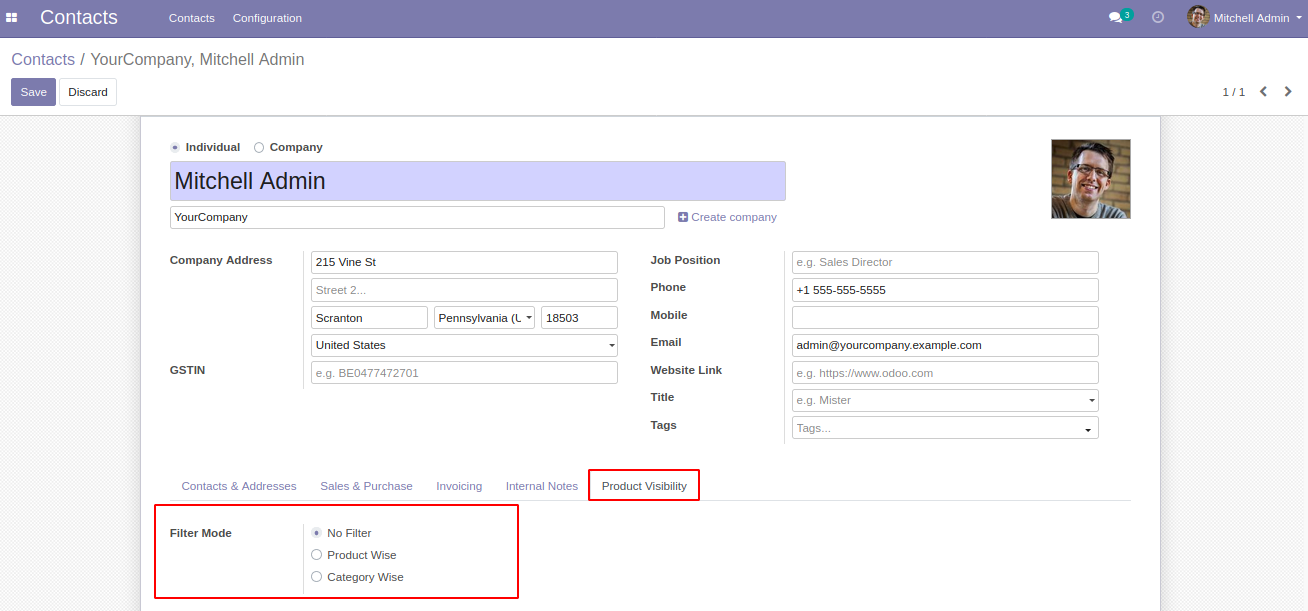 Contacts Contacts Configuration 3 Mitchell Admin
Contacts / YourCompany, Mitchell Admin
Save Discard 1 / 1
Individual Company
Mitchell Admin
YourCompany Create company
Company Address 215 Vine St
Street 2...
Scranton Pennsylvania (U 18503
United States
GSTIN e.g. BE0477472701
Job Position e.g. Sales Director
Phone +1 555-555-5555
Mobile
Email admin@yourcompany.example.com
Website Link e.g. https://www.odoo.com
Title e.g. Mister
Tags Tags...
Contacts & Addresses Sales & Purchase Invoicing Internal Notes Product Visibility
Filter Mode No Filter
Product Wise
Category Wise